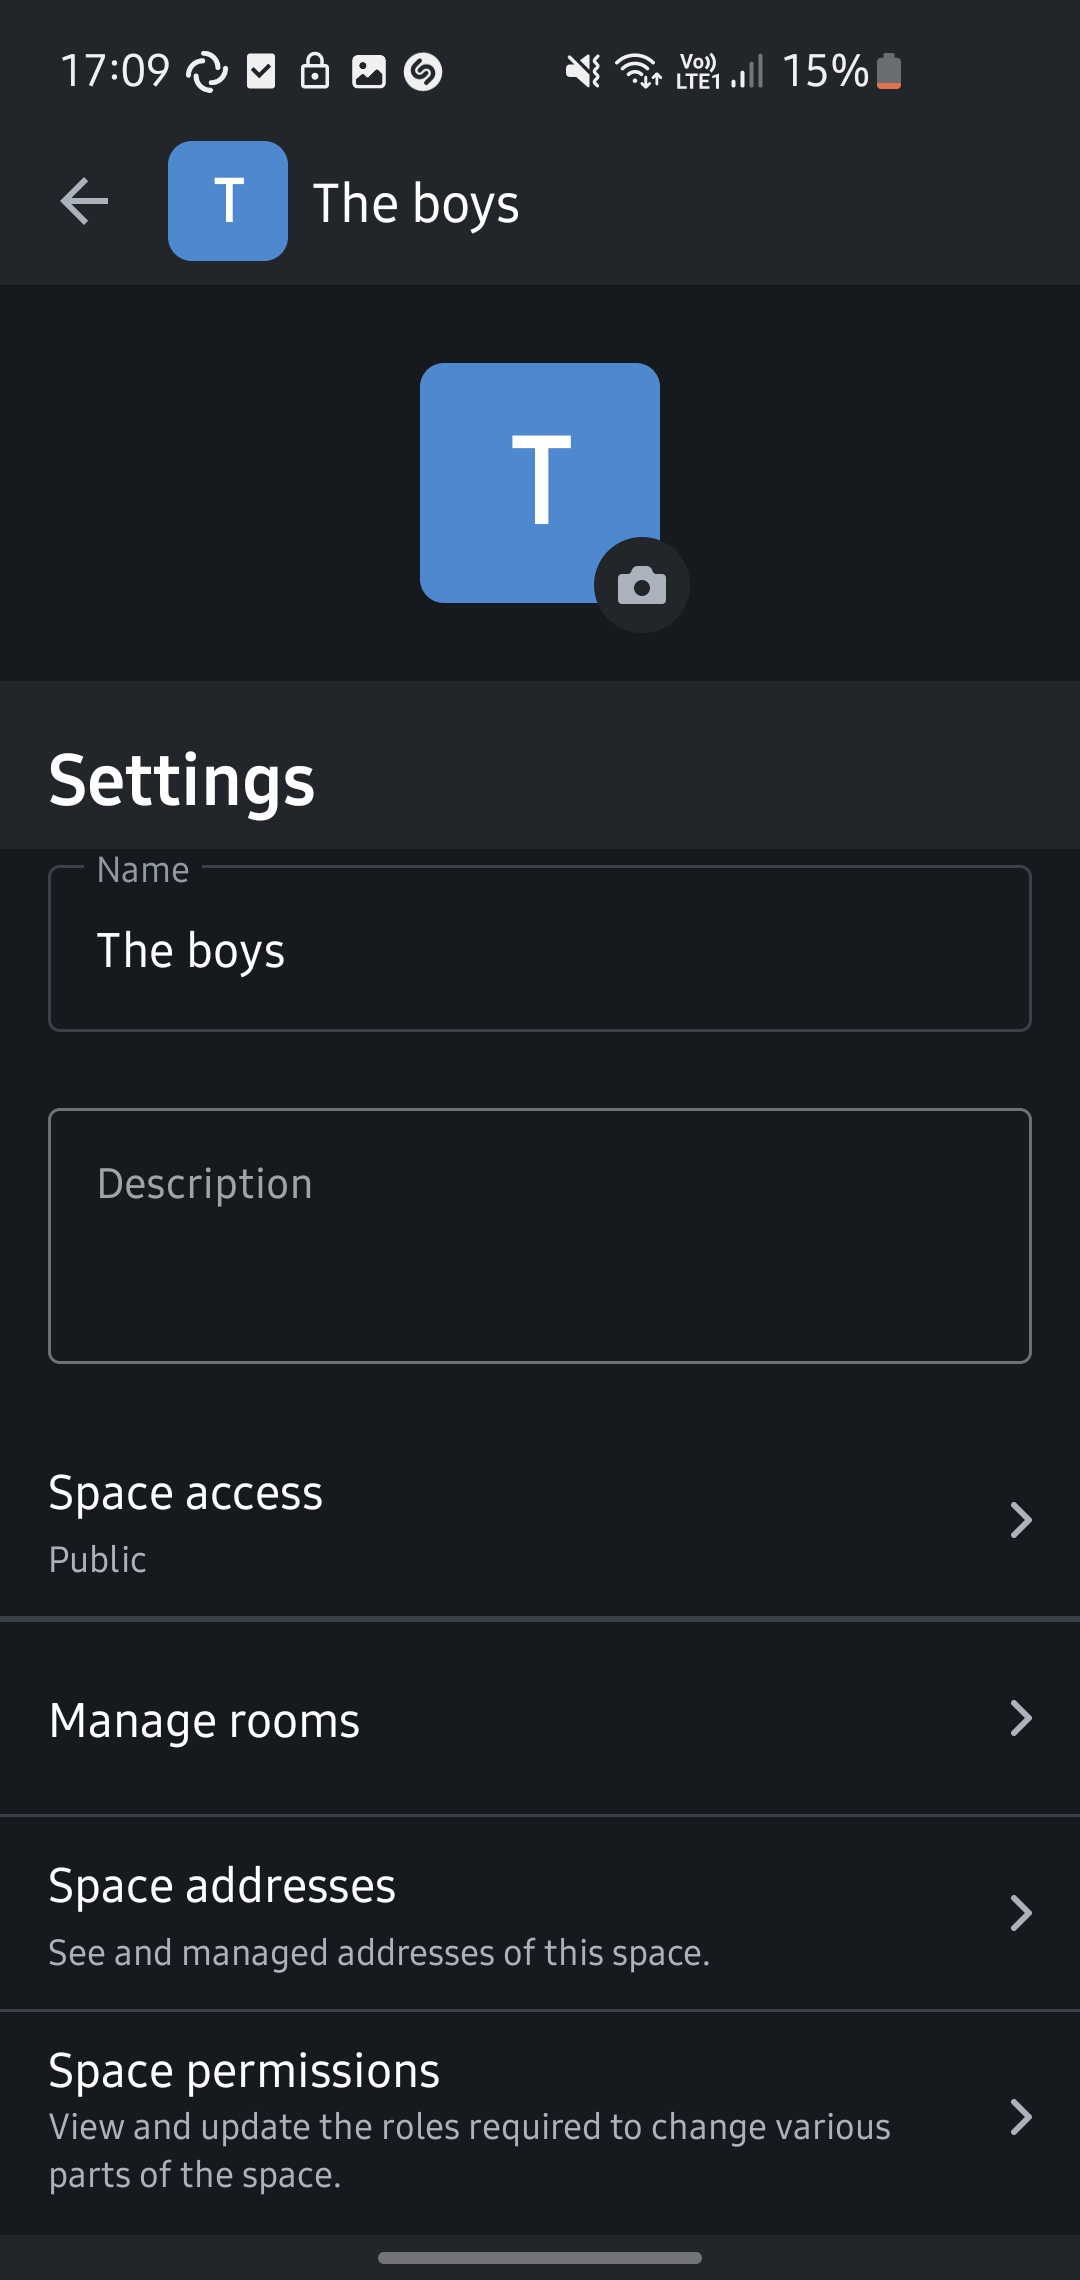 17:09 Vo)) LTE1 15%
T The boys
T
Settings
Name
The boys
Description
Space access
Public
Manage rooms
Space addresses
See and managed addresses of this space.
Space permissions
View and update the roles required to change various
parts of the space.